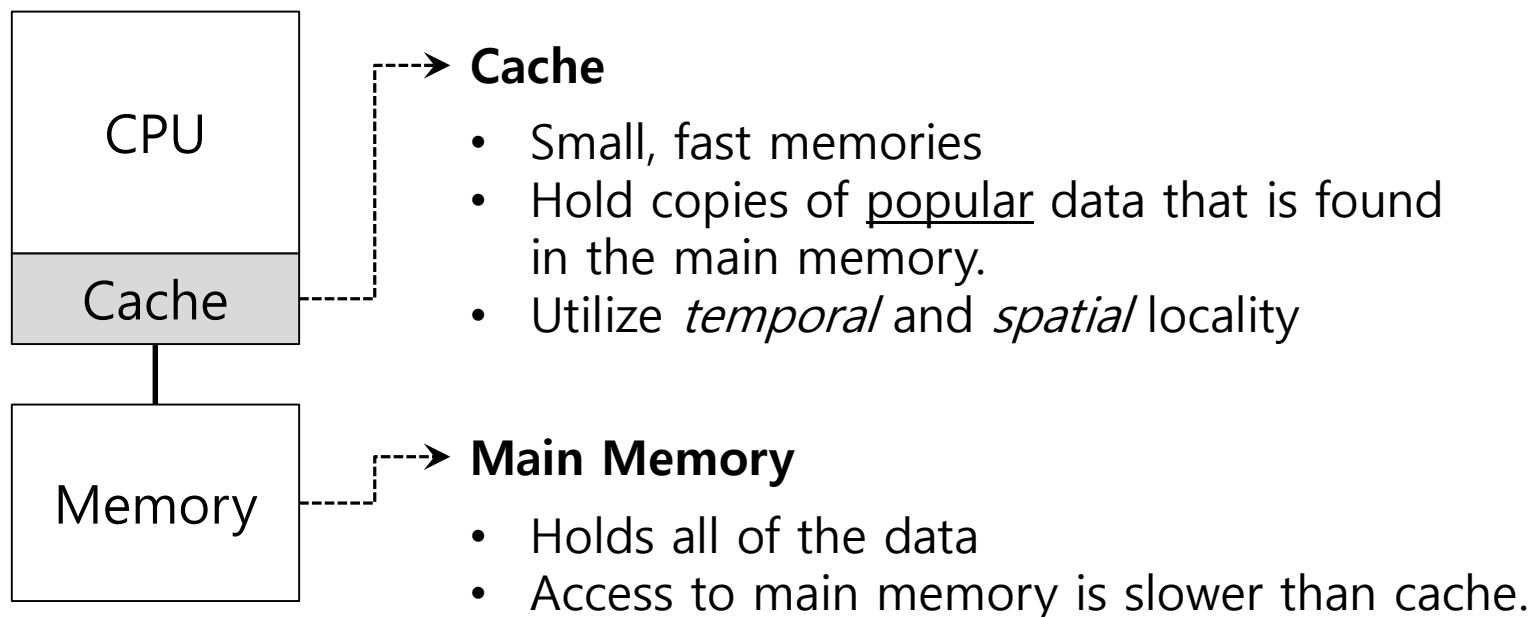 CPU
Cache
Memory
Cache
• Small, fast memories
• Hold copies of popular data that is found
in the main memory.
• Utilize temporal and spatial locality
Main Memory
• Holds all of the data
• Access to main memory is slower than cache.